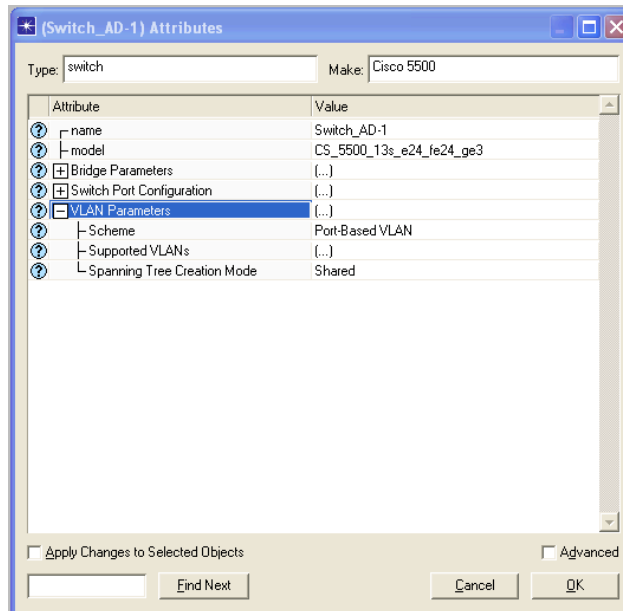 (Switch_AD-1) Attributes
Type: switch Make: Cisco 5500
Attribute Value
name Switch_AD-1
model CS_5500_13s_e24_fe24_ge3
Bridge Parameters (...)
Switch Port Configuration (...)
VLAN Parameters (...)
Scheme Port-Based VLAN
Supported VLANs (...)
Spanning Tree Creation Mode Shared
Apply Changes to Selected Objects Advanced
Find Next Cancel OK